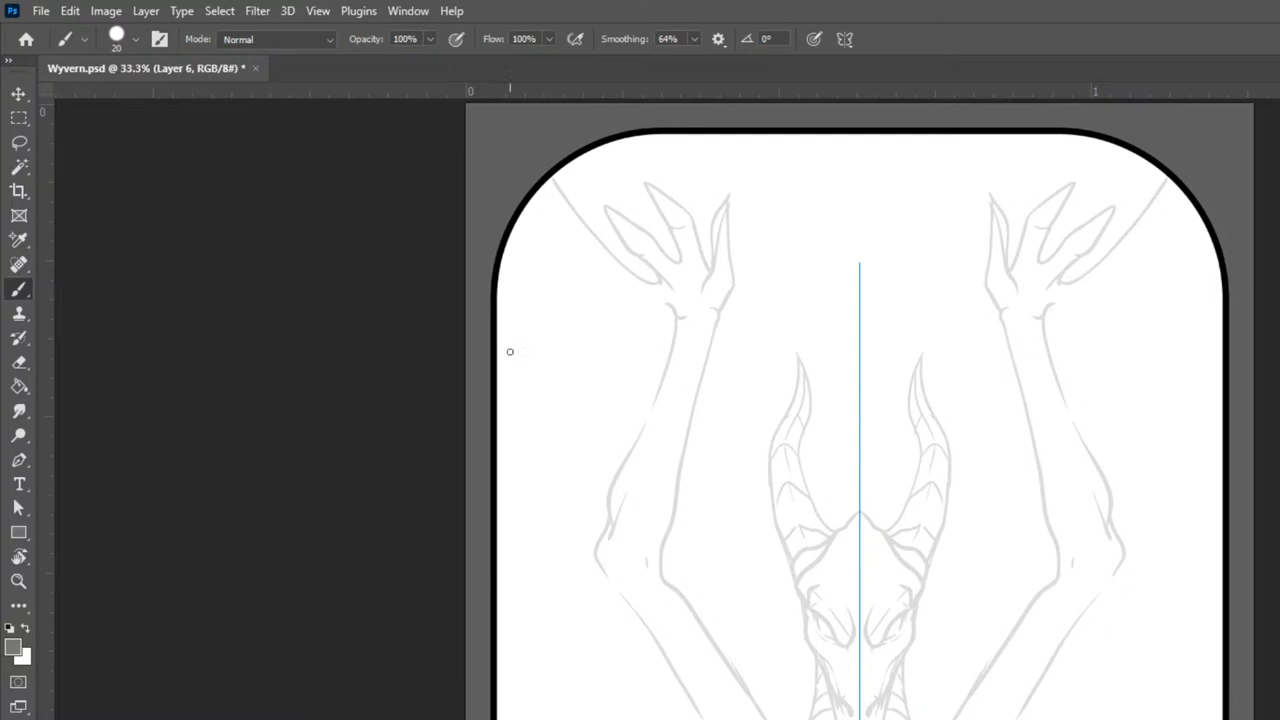 Ps File Edit Image Layer Type Select Filter 3D View Plugins Window Help
20 Mode: Normal Opacity: 100% Flow: 100% Smoothing: 64% 0°
Wyvern.psd @ 33.3% (Layer 6, RGB/8#) * ×
0 1
0